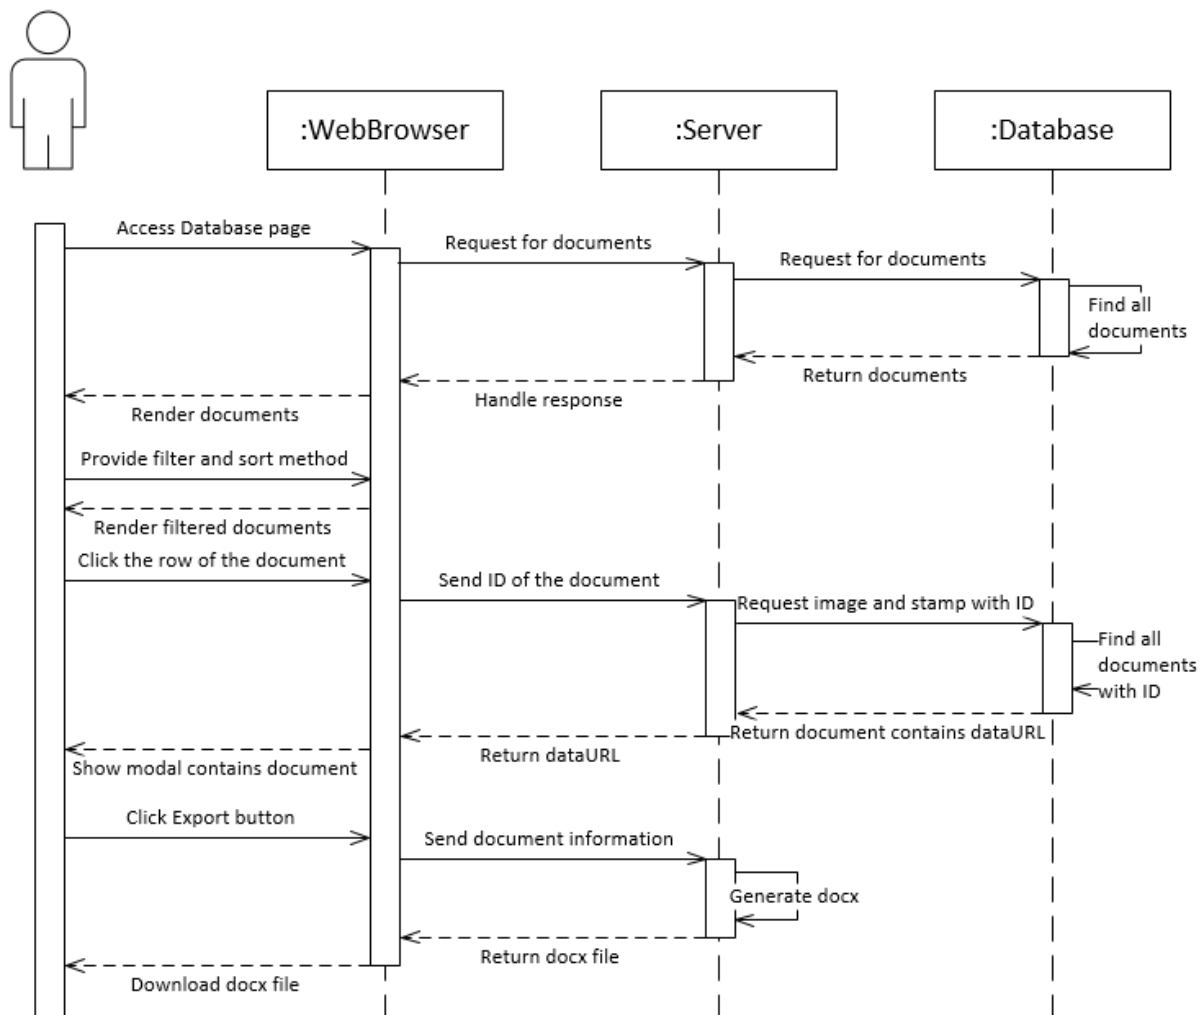 :WebBrowser
:Server
:Database
Access Database page
Request for documents
Request for documents
Find all
documents
Return documents
Handle response
Render documents
Provide filter and sort method
Render filtered documents
Click the row of the document
Send ID of the document
Request image and stamp with ID
Find all
documents
with ID
Return document contains dataURL
Return dataURL
Show modal contains document
Click Export button
Send document information
Generate docx
Return docx file
Download docx file